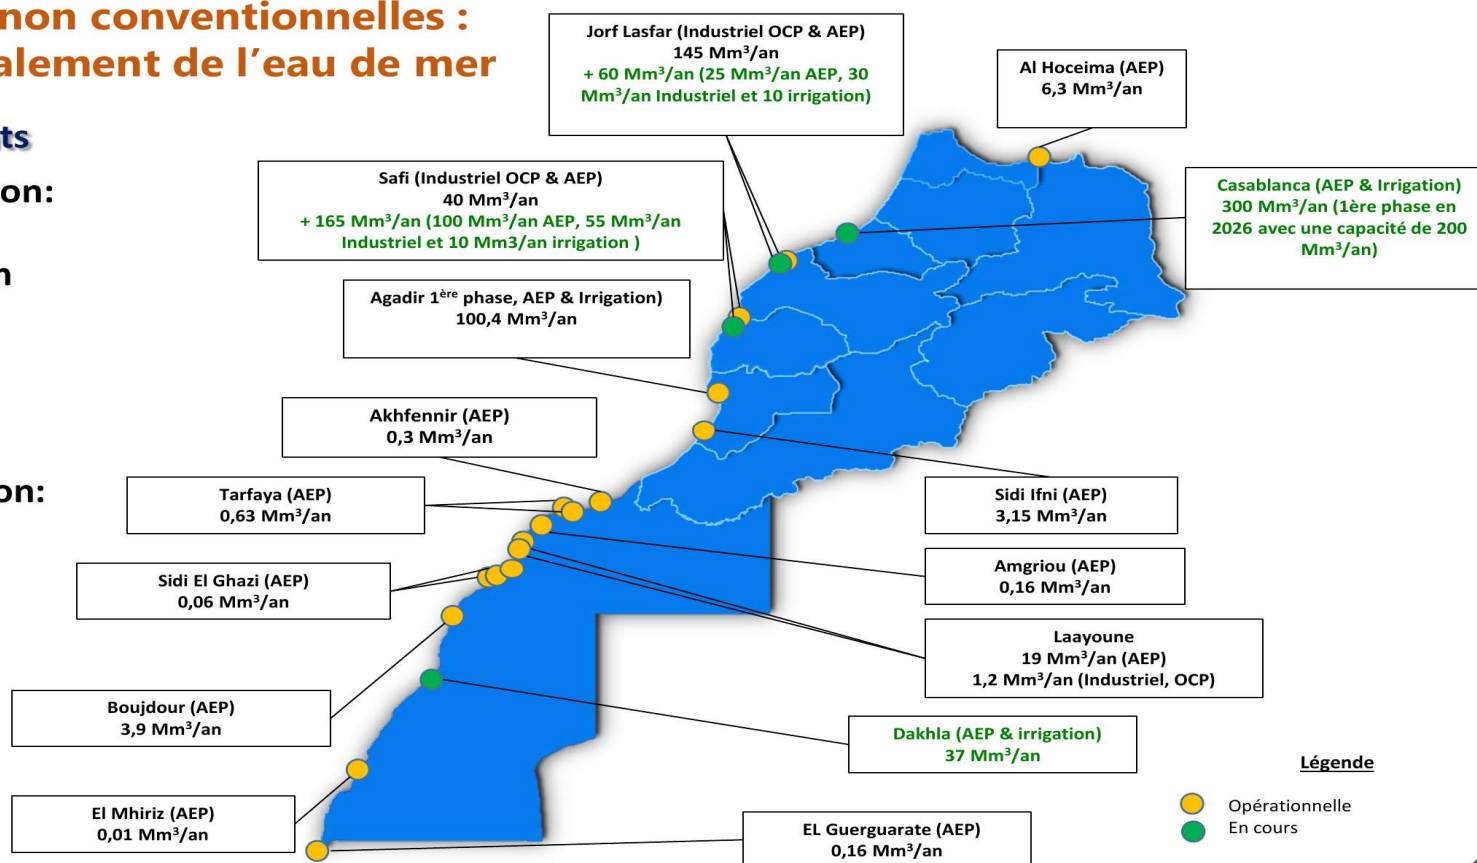 non conventionnelles :
alement de l’eau de mer
ts
on:
n
on:
Jorf Lasfar (Industriel OCP & AEP)
145 Mm³/an
+ 60 Mm³/an (25 Mm³/an AEP, 30
Mm³/an Industriel et 10 irrigation)
Al Hoceima (AEP)
6,3 Mm³/an
Safi (Industriel OCP & AEP)
40 Mm³/an
+ 165 Mm³/an (100 Mm³/an AEP, 55 Mm³/an
Industriel et 10 Mm3/an irrigation )
Casablanca (AEP & Irrigation)
300 Mm³/an (1ère phase en
2026 avec une capacité de 200
Mm³/an)
Agadir 1ère phase, AEP & Irrigation)
100,4 Mm³/an
Akhfennir (AEP)
0,3 Mm³/an
Tarfaya (AEP)
0,63 Mm³/an
Sidi Ifni (AEP)
3,15 Mm³/an
Sidi El Ghazi (AEP)
0,06 Mm³/an
Amgriou (AEP)
0,16 Mm³/an
Laayoune
19 Mm³/an (AEP)
1,2 Mm³/an (Industriel, OCP)
Boujdour (AEP)
3,9 Mm³/an
Dakhla (AEP & irrigation)
37 Mm³/an
El Mhiriz (AEP)
0,01 Mm³/an
EL Guerguarate (AEP)
0,16 Mm³/an
Légende
Opérationnelle
En cours